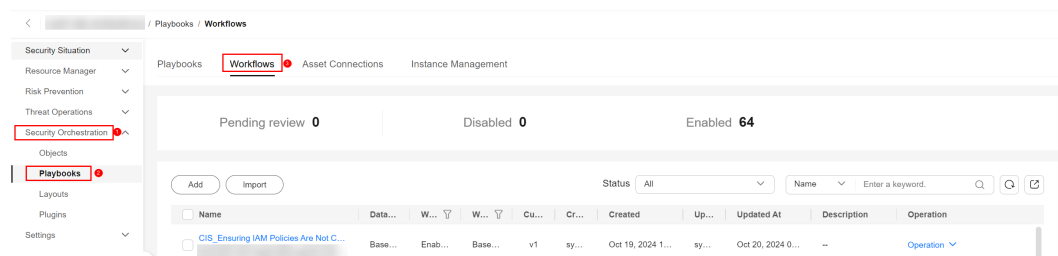 / Playbooks / Workflows
Security Situation
Resource Manager
Risk Prevention
Threat Operations
Security Orchestration 1
Objects
Playbooks 2
Layouts
Plugins
Settings
Playbooks Workflows 3 Asset Connections Instance Management
Pending review 0 Disabled 0 Enabled 64
Add Import Status All Name Enter a keyword.
Name Data... W... W... Cu... Cr... Created Up... Updated At Description Operation
CIS_Ensuring IAM Policies Are Not C... Base... Enab... Base... v1 sy... Oct 19, 2024 1... sy... Oct 20, 2024 0... -- Operation